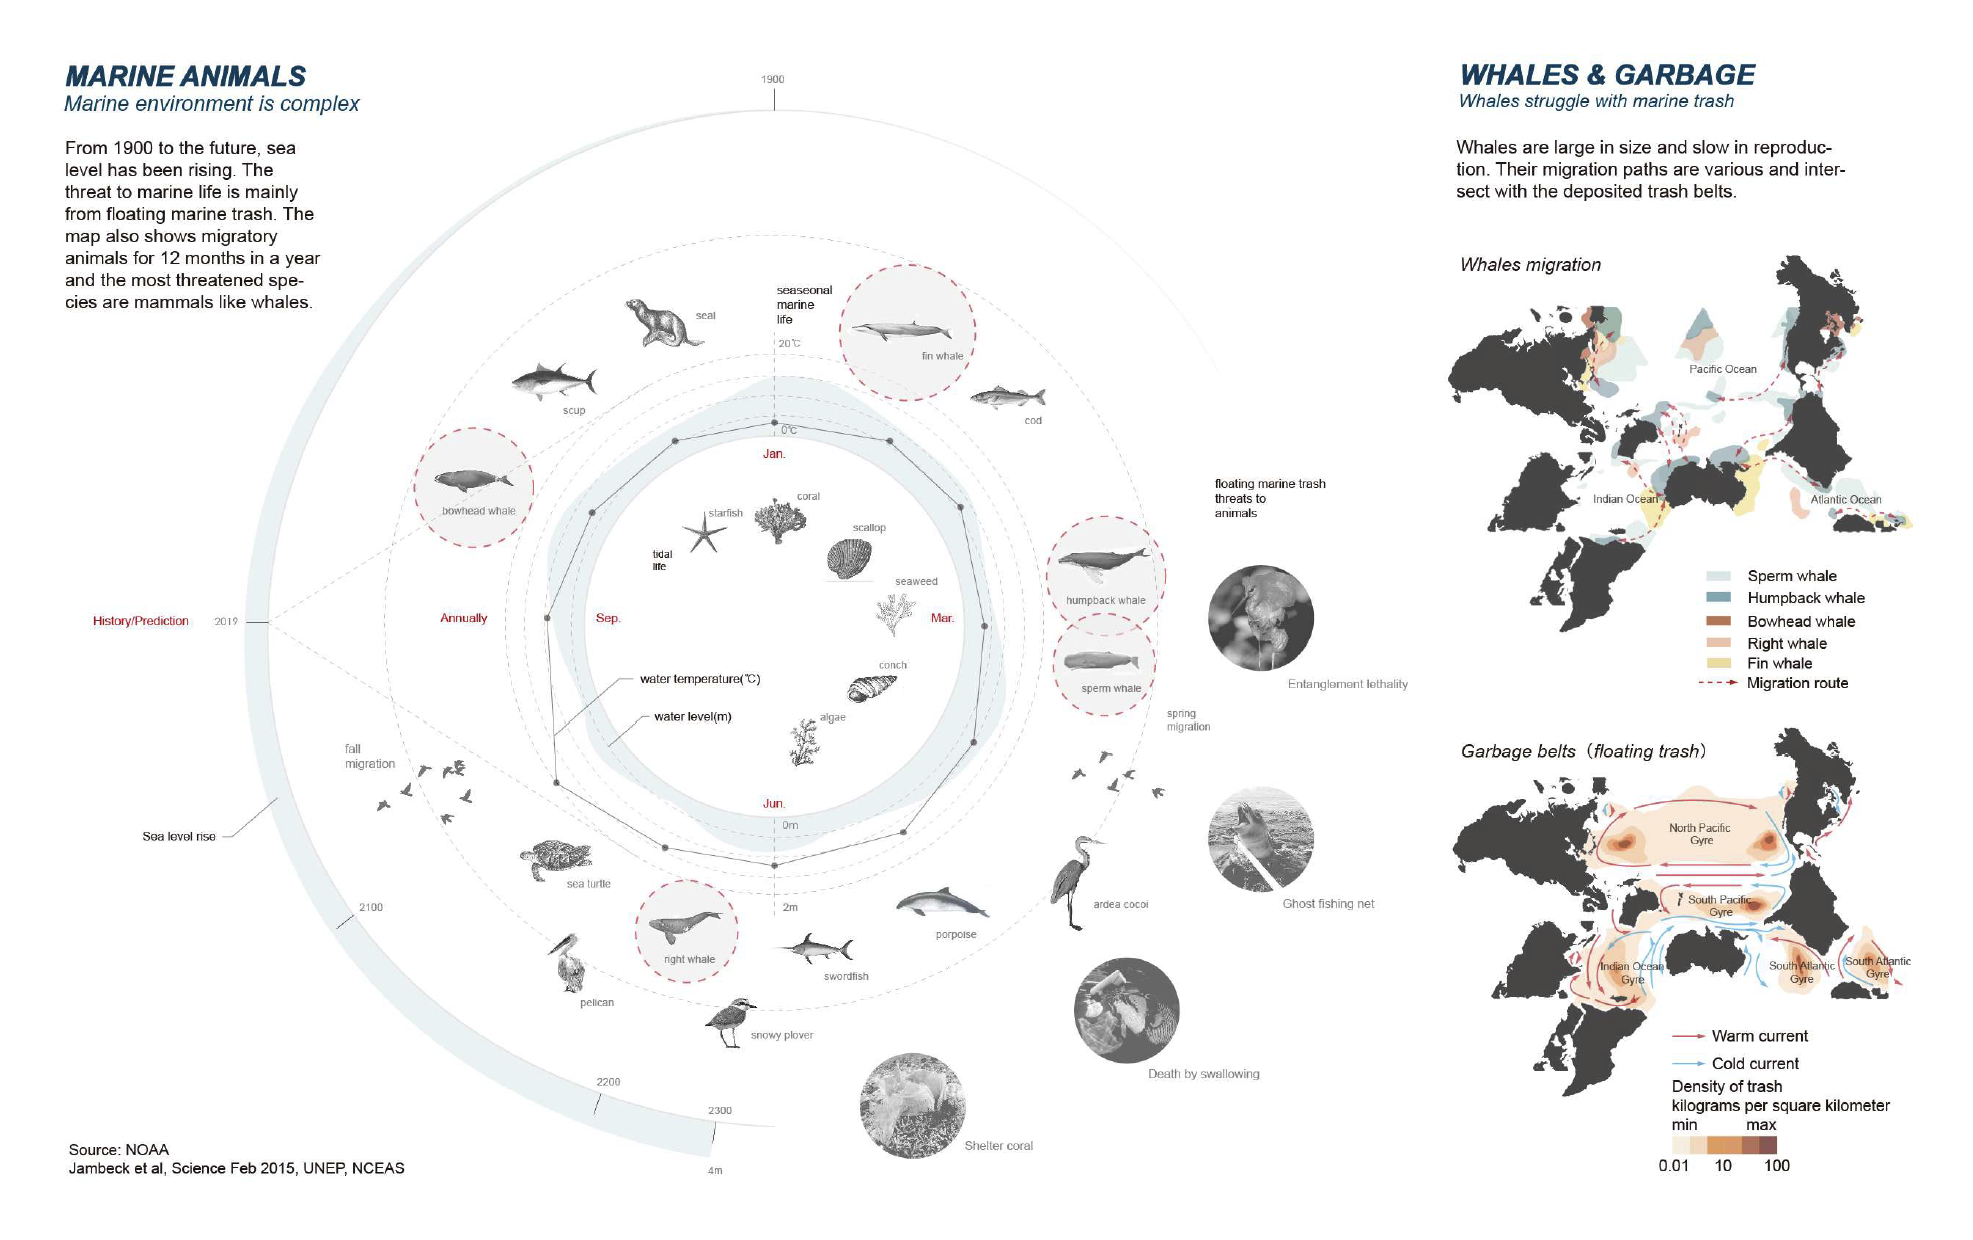 MARINE ANIMALS
Marine environment is complex
From 1900 to the future, sea
level has been rising. The
threat to marine life is mainly
from floating marine trash. The
map also shows migratory
animals for 12 months in a year
and the most threatened spe-
cies are mammals like whales.
1900
seaseonal
marine
life
20℃
seal
fin whale
scup
cod
bowhead whale
0℃
Jan.
coral
starfish
scallop
tidal
life
seaweed
humpback whale
History/Prediction
2019
Annually
Sep.
Mar.
conch
water temperature(℃)
sperm whale
water level(m)
algae
spring
migration
fall
migration
Jun.
0m
Sea level rise
sea turtle
2m
2100
ardea cocoi
porpoise
right whale
swordfish
pelican
snowy plover
2200
2300
4m
floating marine trash
threats to
animals
Entanglement lethality
Ghost fishing net
Death by swallowing
Shelter coral
Source: NOAA
Jambeck et al, Science Feb 2015, UNEP, NCEAS
WHALES & GARBAGE
Whales struggle with marine trash
Whales are large in size and slow in reproduc-
tion. Their migration paths are various and inter-
sect with the deposited trash belts.
Whales migration
Pacific Ocean
Indian Ocean
Atlantic Ocean
Sperm whale
Humpback whale
Bowhead whale
Right whale
Fin whale
Migration route
Garbage belts（floating trash）
North Pacific
Gyre
South Pacific
Gyre
Indian Ocean
Gyre
South Atlantic
Gyre
South Atlantic
Gyre
Warm current
Cold current
Density of trash
kilograms per square kilometer
min max
0.01 10 100